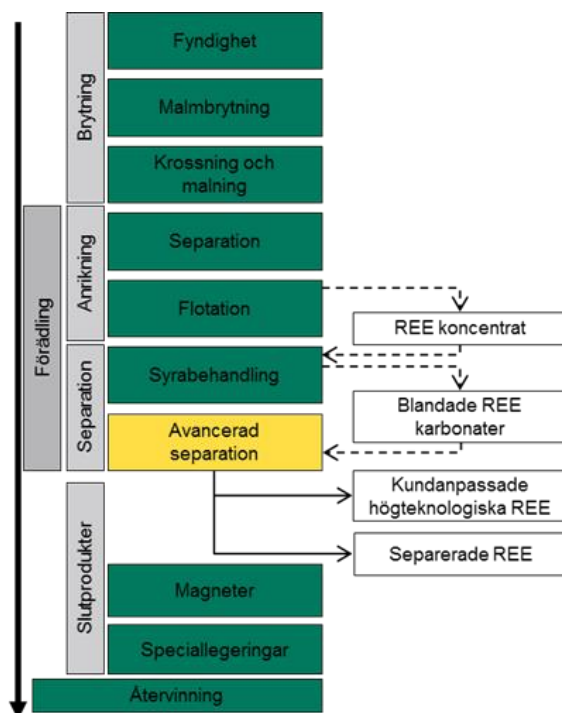 Brytning
Fyndighet
Malmbrytning
Krossning och
malning
Förädling
Anrikning
Separation
Flotation
REE koncentrat
Separation
Syrabehandling
Blandade REE
karbonater
Avancerad
separation
Kundanpassade
högteknologiska REE
Separerade REE
Slutprodukter
Magneter
Speciallegeringar
Återvinning